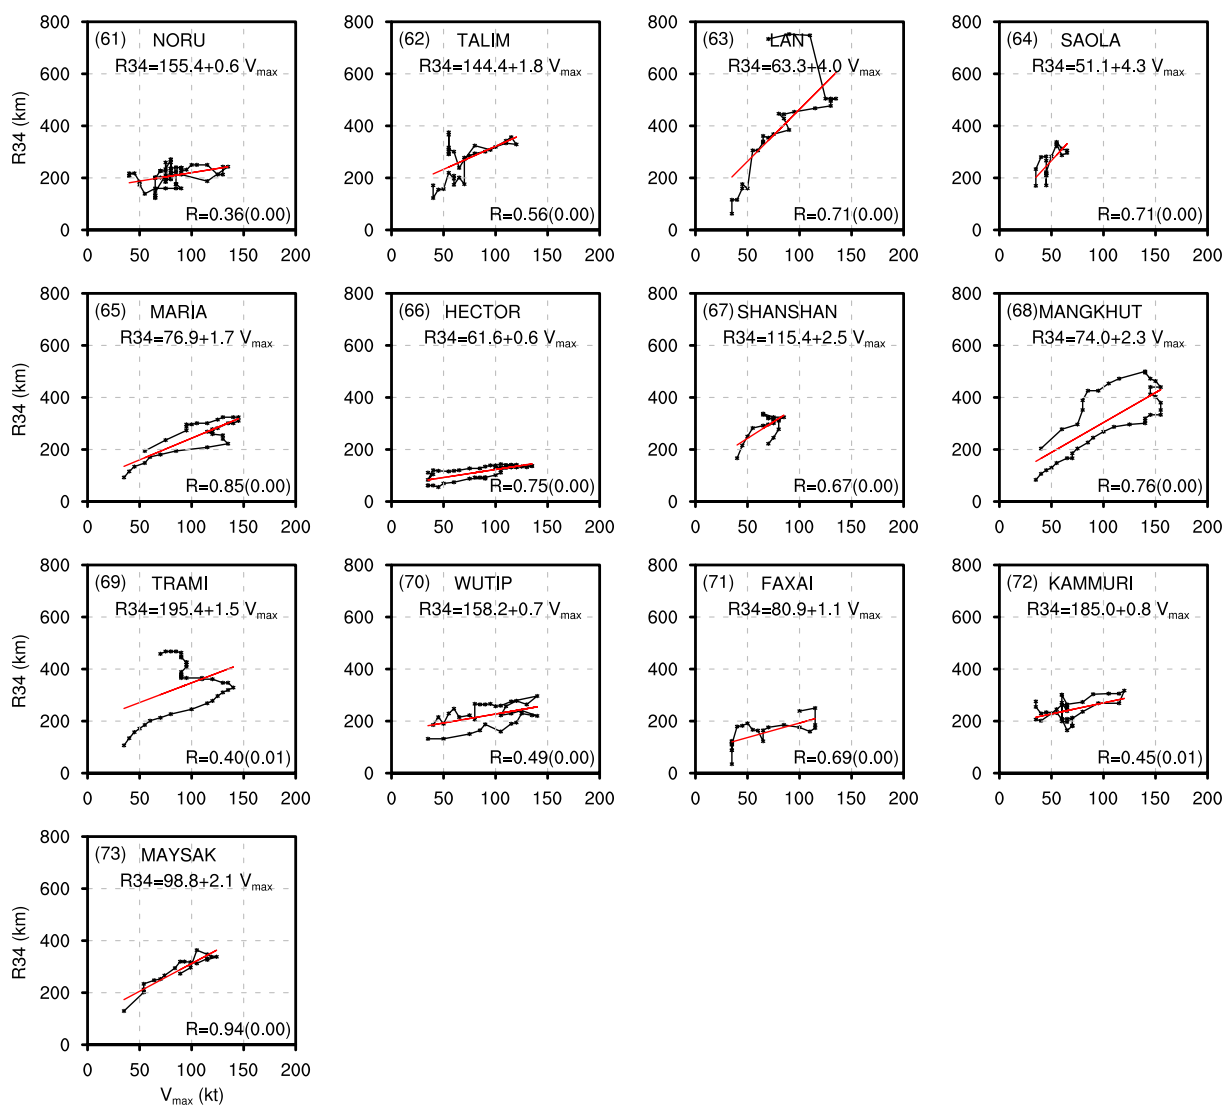 800
600
400
200
0
R34 (km)
(61) NORU
R34=155.4+0.6 Vmax
R=0.36(0.00)
0 50 100 150 200
800
600
400
200
0
(62) TALIM
R34=144.4+1.8 Vmax
R=0.56(0.00)
0 50 100 150 200
800
600
400
200
0
(63) LAN
R34=63.3+4.0 Vmax
R=0.71(0.00)
0 50 100 150 200
800
600
400
200
0
(64) SAOLA
R34=51.1+4.3 Vmax
R=0.71(0.00)
0 50 100 150 200
800
600
400
200
0
R34 (km)
(65) MARIA
R34=76.9+1.7 Vmax
R=0.85(0.00)
0 50 100 150 200
800
600
400
200
0
(66) HECTOR
R34=61.6+0.6 Vmax
R=0.75(0.00)
0 50 100 150 200
800
600
400
200
0
(67) SHANSHAN
R34=115.4+2.5 Vmax
R=0.67(0.00)
0 50 100 150 200
800
600
400
200
0
(68) MANGKHUT
R34=74.0+2.3 Vmax
R=0.76(0.00)
0 50 100 150 200
800
600
400
200
0
R34 (km)
(69) TRAMI
R34=195.4+1.5 Vmax
R=0.40(0.01)
0 50 100 150 200
800
600
400
200
0
(70) WUTIP
R34=158.2+0.7 Vmax
R=0.49(0.00)
0 50 100 150 200
800
600
400
200
0
(71) FAXAI
R34=80.9+1.1 Vmax
R=0.69(0.00)
0 50 100 150 200
800
600
400
200
0
(72) KAMMURI
R34=185.0+0.8 Vmax
R=0.45(0.01)
0 50 100 150 200
800
600
400
200
0
R34 (km)
(73) MAYSAK
R34=98.8+2.1 Vmax
R=0.94(0.00)
0 50 100 150 200
Vmax (kt)